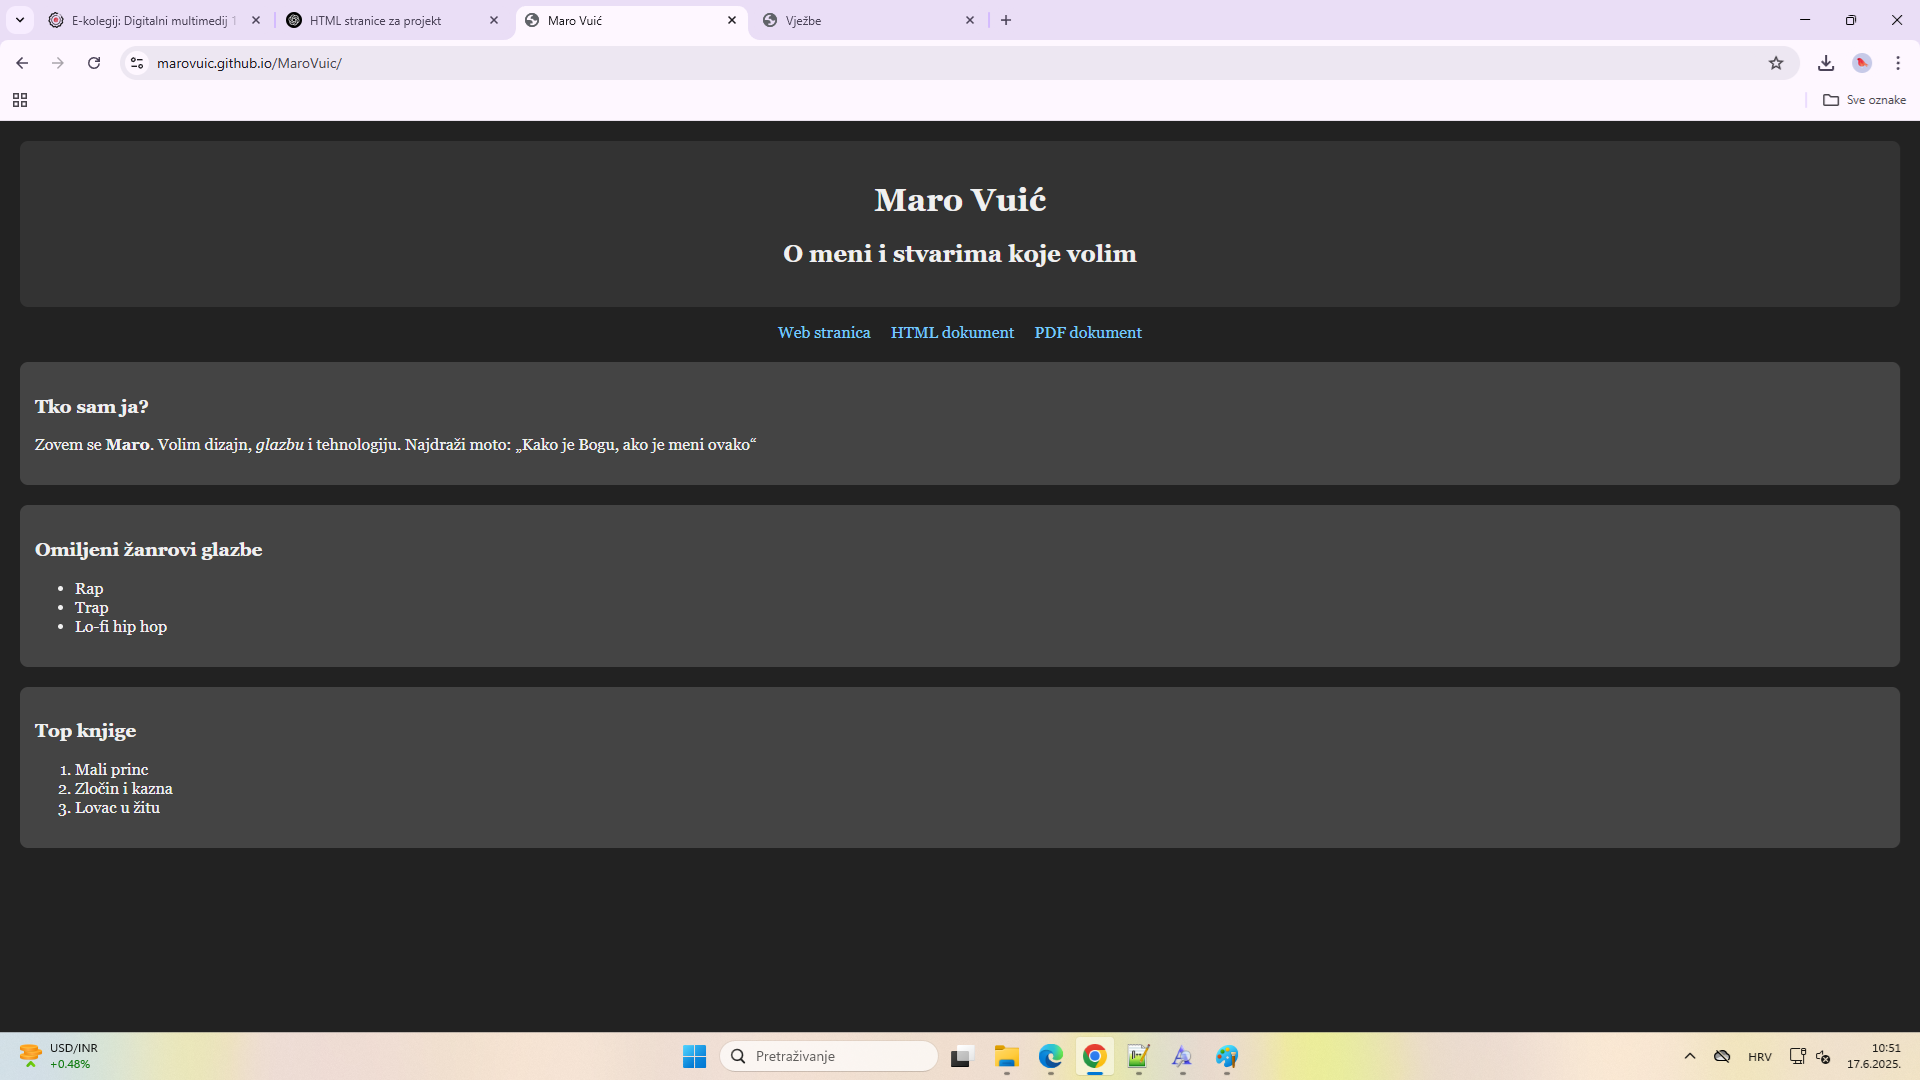 E-kolegij: Digitalni multimedij 1
HTML stranice za projekt
Maro Vuić
Vježbe
marovuic.github.io/MaroVuic/
Sve oznake
Maro Vuić
O meni i stvarima koje volim
Web stranica HTML dokument PDF dokument
Tko sam ja?
Zovem se Maro. Volim dizajn, glazbu i tehnologiju. Najdraži moto: „Kako je Bogu, ako je meni ovako“
Omiljeni žanrovi glazbe
• Rap
• Trap
• Lo-fi hip hop
Top knjige
1. Mali princ
2. Zločin i kazna
3. Lovac u žitu
USD/INR
+0.48%
Pretraživanje
HRV
10:51
17.6.2025.